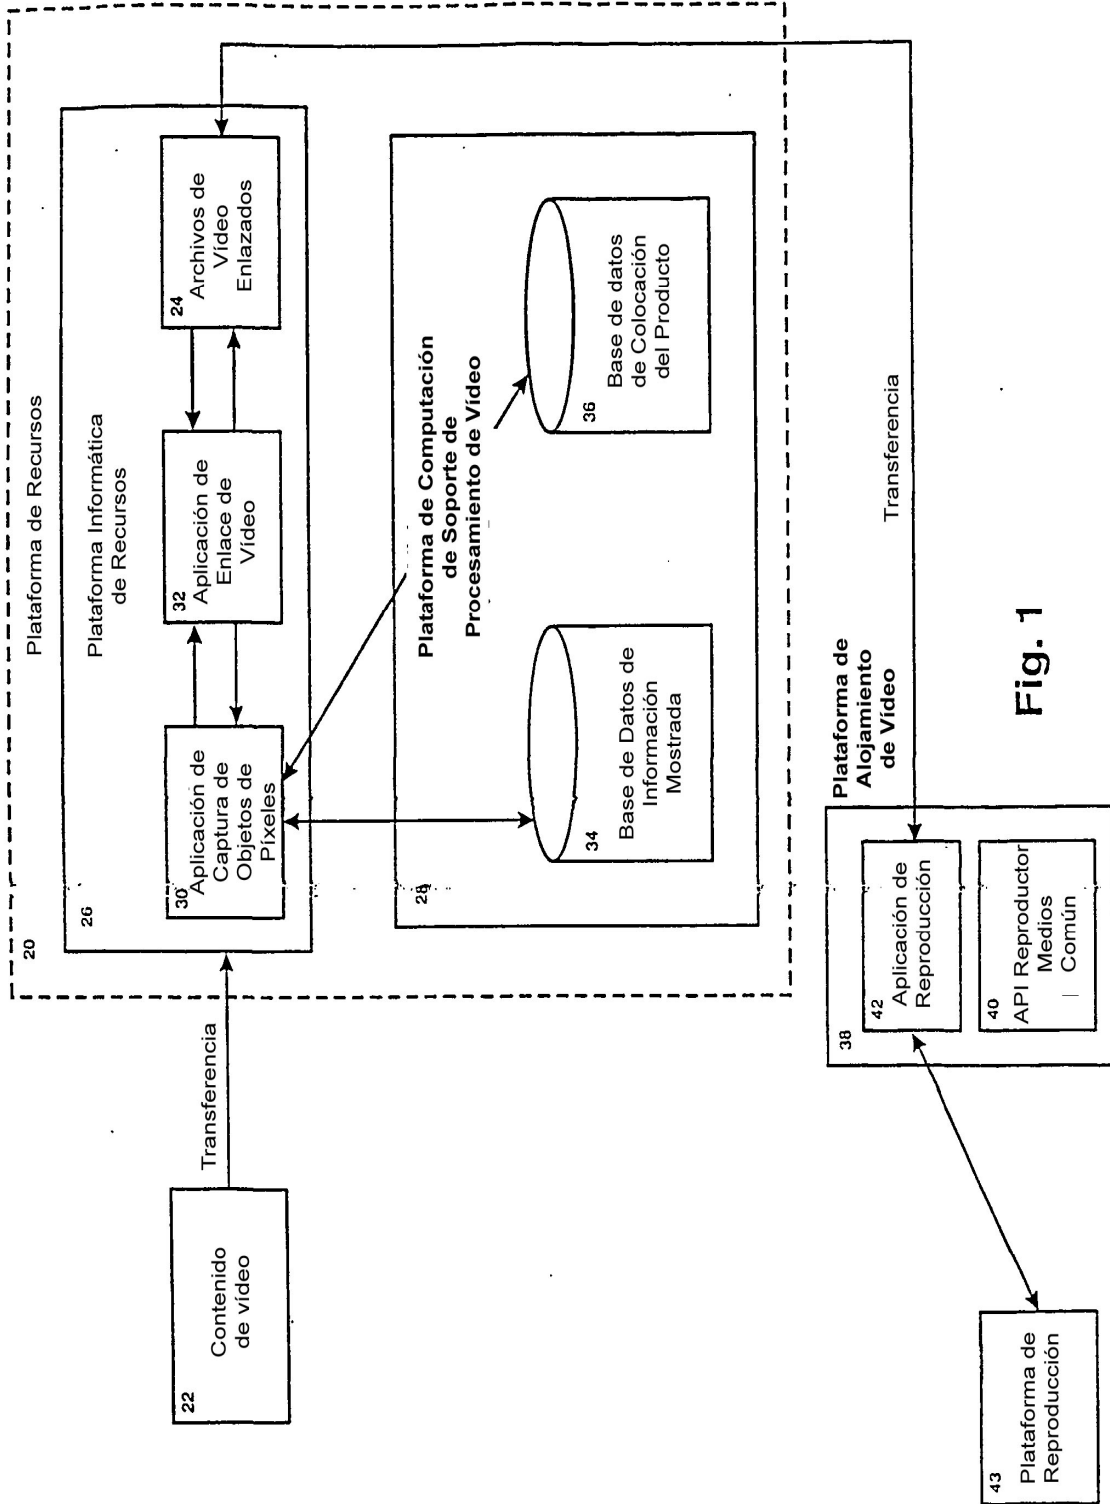 Plataforma de Recursos
20
26
Plataforma Informática
de Recursos
30
Aplicación de
Captura de
Objetos de
Píxeles
32
Aplicación de
Enlace de
Vídeo
24
Archivos de
Vídeo
Enlazados
22
Contenido
de vídeo
Transferencia
28
Plataforma de Computación
de Soporte de
Procesamiento de Vídeo
34
Base de Datos de
Información
Mostrada
36
Base de datos
de Colocación
del Producto
Transferencia
Plataforma de
Alojamiento
de Vídeo
38
42
Aplicación de
Reproducción
40
API Reproductor
Medios
Común
43
Plataforma de
Reproducción
Fig. 1